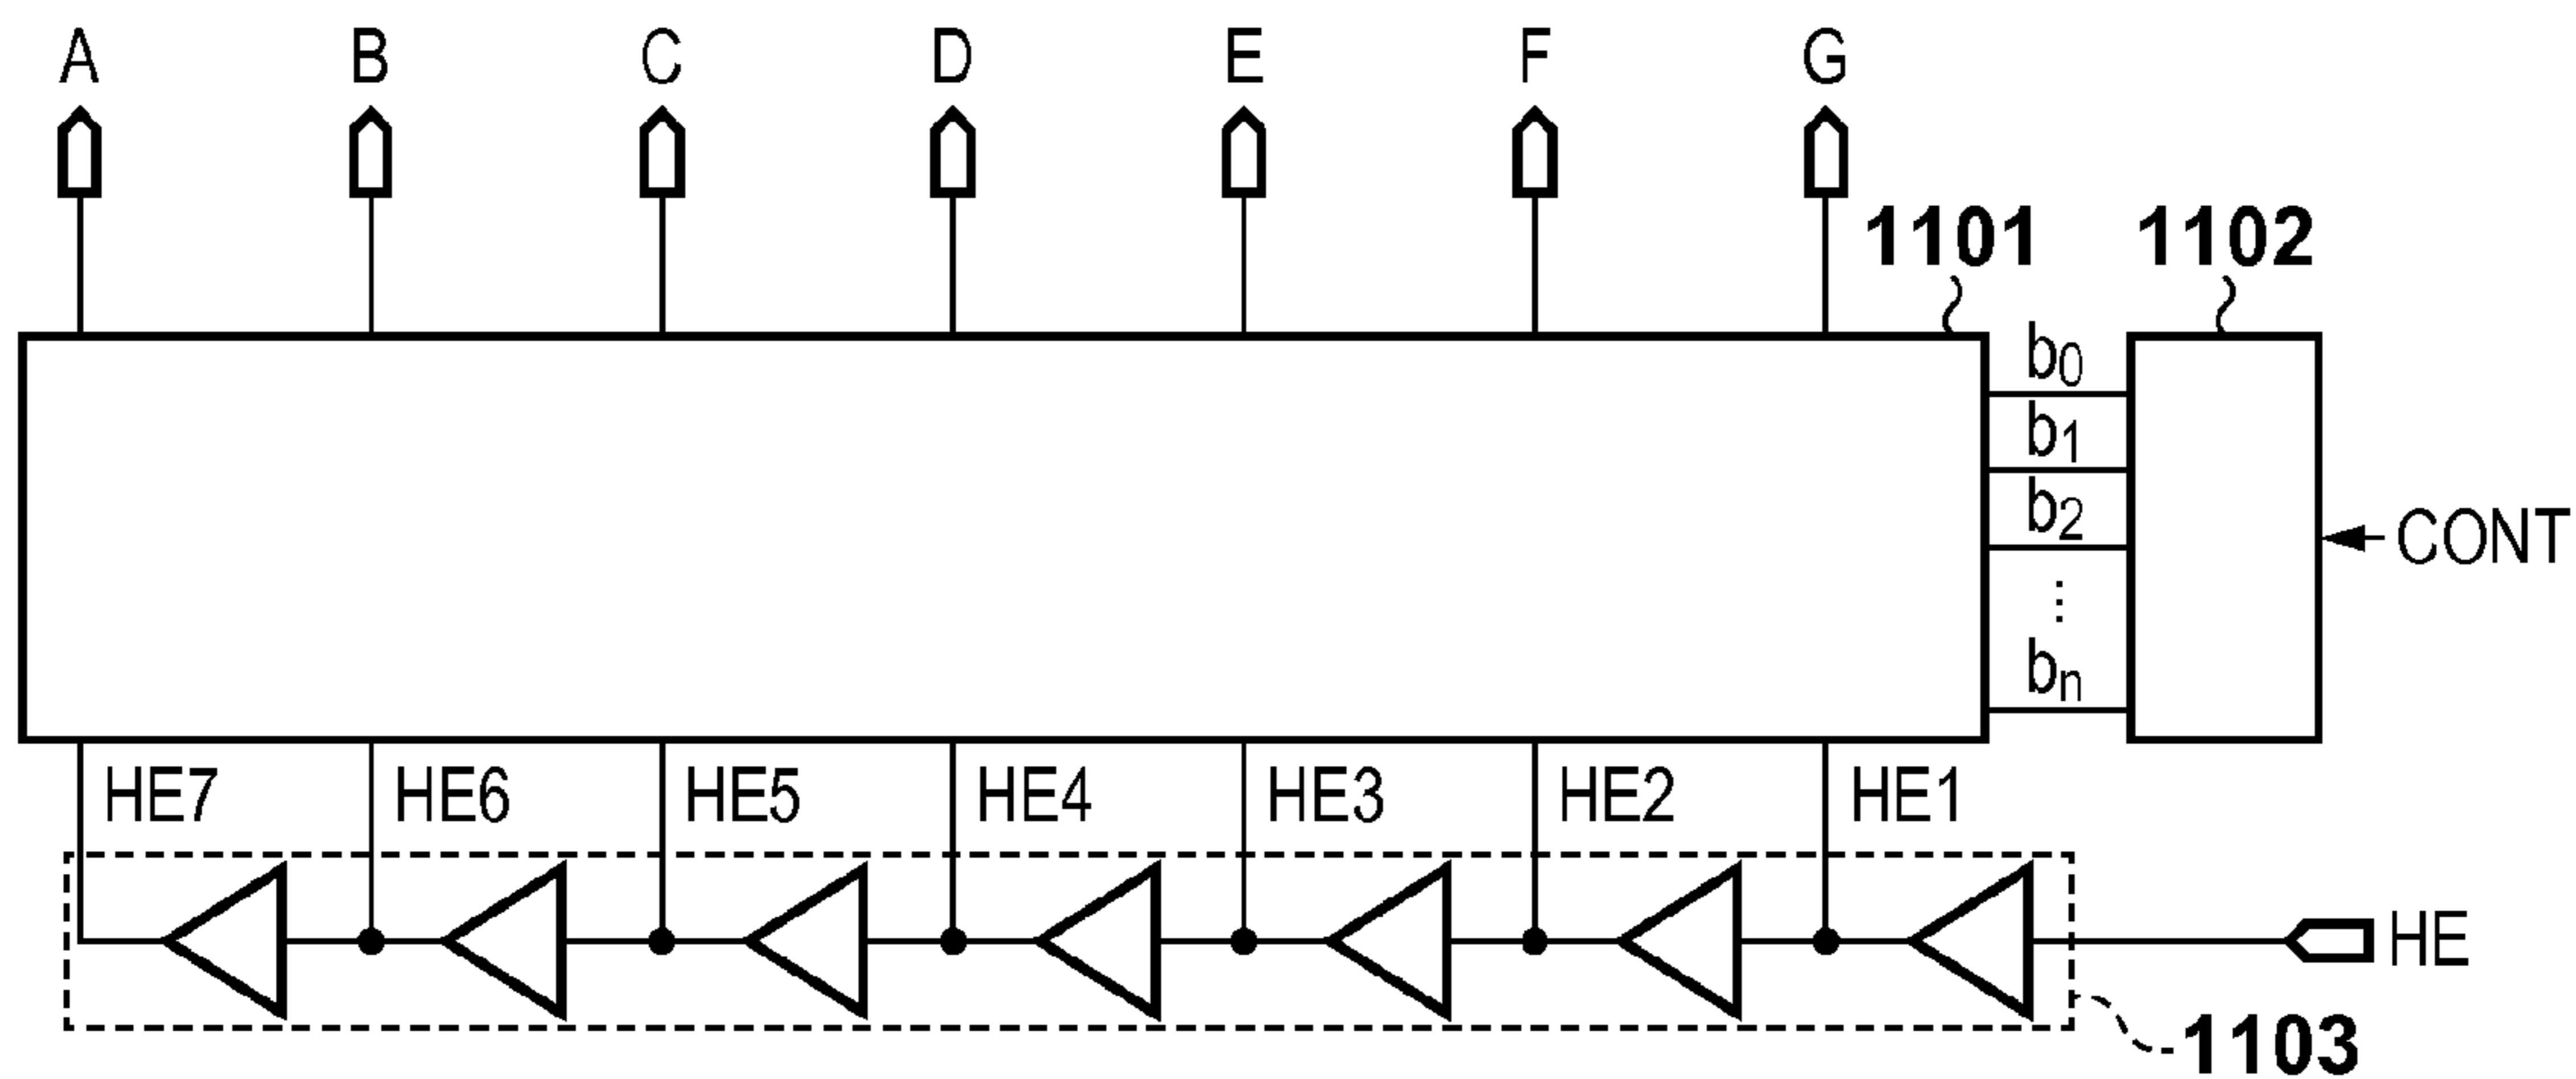 A B C D E F G
1101 1102
b0
b1
b2
⋮
bn
CONT
HE7 HE6 HE5 HE4 HE3 HE2 HE1
HE
1103